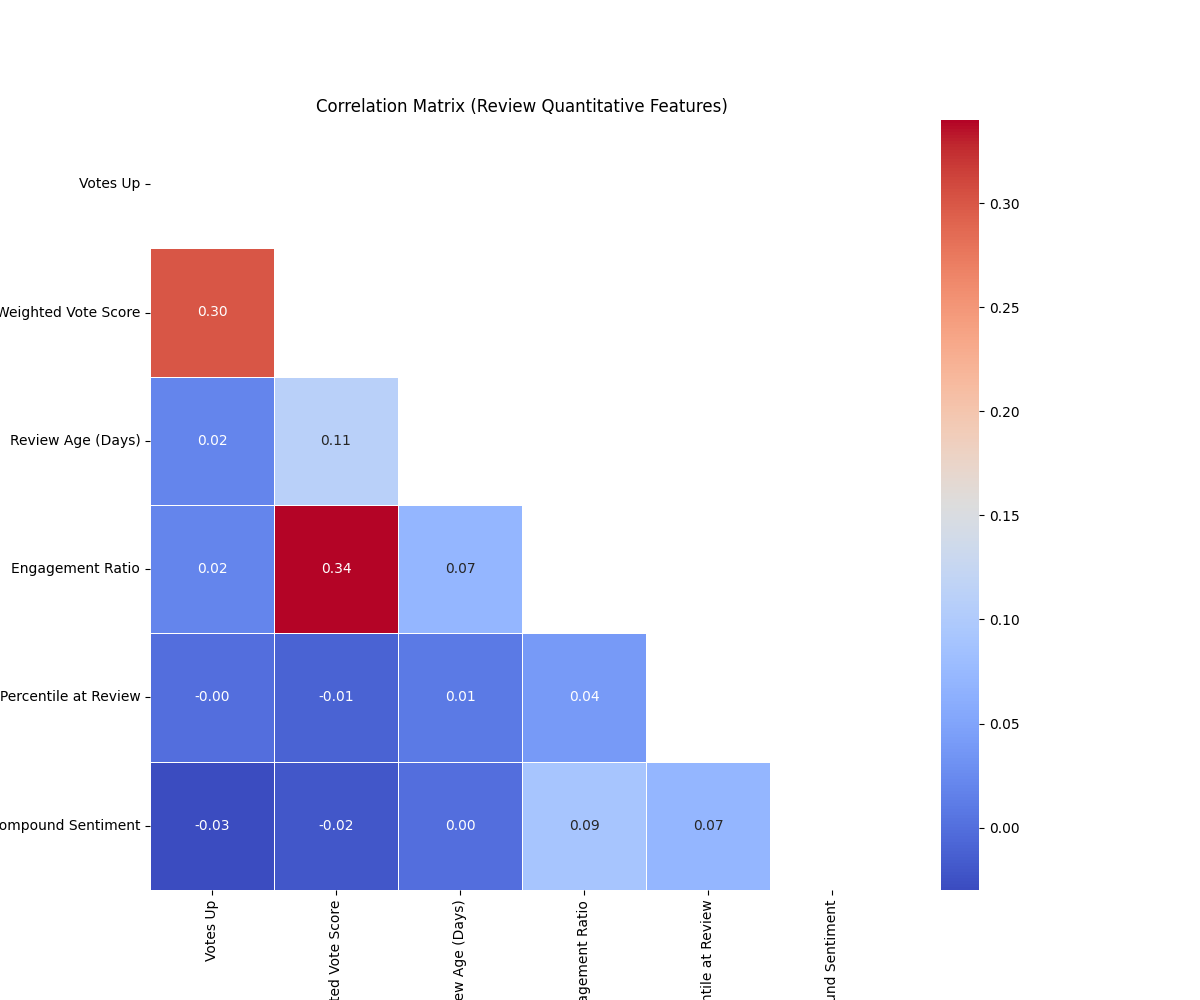 Correlation Matrix (Review Quantitative Features)
Votes Up
Weighted Vote Score
0.30
Review Age (Days)
0.02 0.11
Engagement Ratio
0.02 0.34 0.07
Percentile at Review
-0.00 -0.01 0.01 0.04
ompound Sentiment
-0.03 -0.02 0.00 0.09 0.07
Votes Up
ted Vote Score
ew Age (Days)
agement Ratio
ntile at Review
und Sentiment
0.30
0.25
0.20
0.15
0.10
0.05
0.00